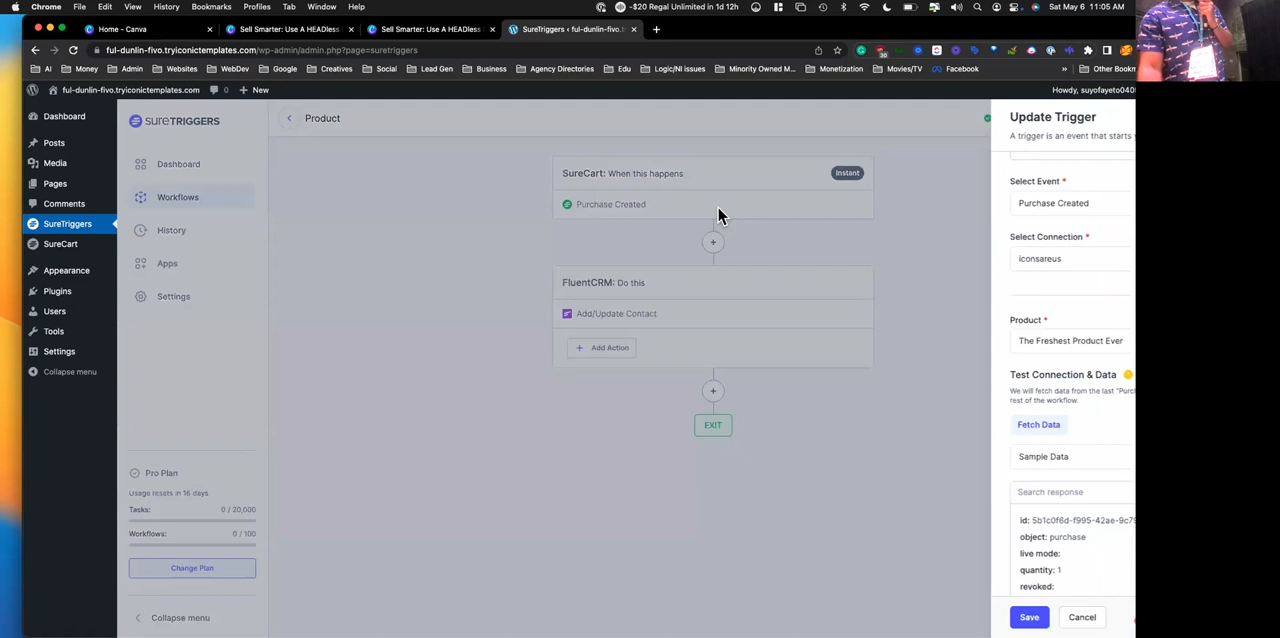 Chrome File Edit View History Bookmarks Profiles Tab Window Help -$20 Regal Unlimited in 1d 12h Sat May 6 11:05 AM
Home - Canva Sell Smarter: Use A HEADless Sell Smarter: Use A HEADless SureTriggers ‹ ful-dunlin-fivo.
ful-dunlin-fivo.tryiconictemplates.com/wp-admin/admin.php?page=suretriggers
AI Money Admin Websites WebDev Google Creatives Social Lead Gen Business Agency Directories Edu Logic/NI issues Minority Owned M... Monetization Movies/TV Facebook » Other Bookm
ful-dunlin-fivo.tryiconictemplates.com 0 + New Howdy,
Dashboard
Posts
Media
Pages
Comments
SureTriggers
SureCart
Appearance
Plugins
Users
Tools
Settings
Collapse menu
SURETRIGGERS
Dashboard
Workflows
History
Apps
Settings
Pro Plan
Usage resets in 16 days
Tasks: 0 / 20,000
Workflows: 0 / 100
Change Plan
Collapse menu
Product
SureCart: When this happens Instant
Purchase Created
+
FluentCRM: Do this
Add/Update Contact
+ Add Action
+
EXIT
Update Trigger
A trigger is an event that starts
Select Event *
Purchase Created
Select Connection *
iconsareus
Product *
The Freshest Product Ever
Test Connection & Data
We will fetch data from the last "Purc
rest of the workflow.
Fetch Data
Sample Data
Search response
id: 5b1c0f6d-f995-42ae-9c79
object: purchase
live mode:
quantity: 1
revoked:
Save Cancel